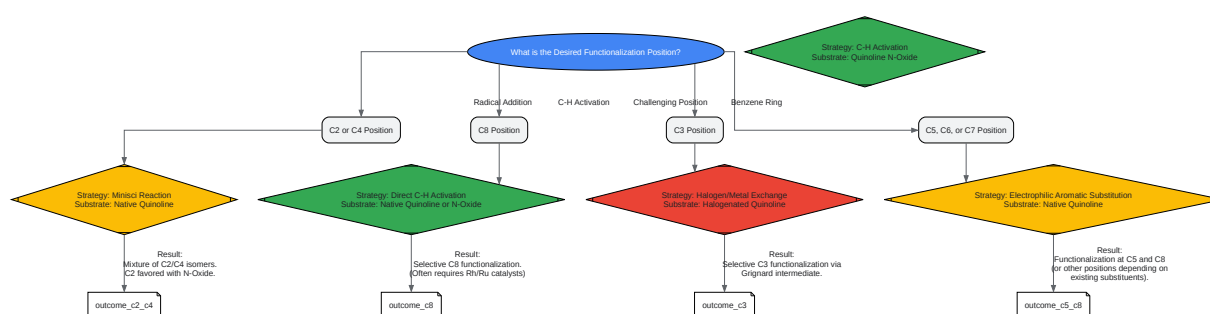 What is the Desired Functionalization Position?
Strategy: C-H Activation
Substrate: Quinoline N-Oxide
Radical Addition
C-H Activation
Challenging Position
Benzene Ring
C2 or C4 Position
C8 Position
C3 Position
C5, C6, or C7 Position
Strategy: Minisci Reaction
Substrate: Native Quinoline
Strategy: Direct C-H Activation
Substrate: Native Quinoline or N-Oxide
Strategy: Halogen/Metal Exchange
Substrate: Halogenated Quinoline
Strategy: Electrophilic Aromatic Substitution
Substrate: Native Quinoline
Result:
Mixture of C2/C4 isomers.
C2 favored with N-Oxide.
Result:
Selective C8 functionalization.
(Often requires Rh/Ru catalysts)
Result:
Selective C3 functionalization via
Grignard intermediate.
Result:
Functionalization at C5 and C8
(or other positions depending on
existing substituents).
outcome_c2_c4
outcome_c8
outcome_c3
outcome_c5_c8